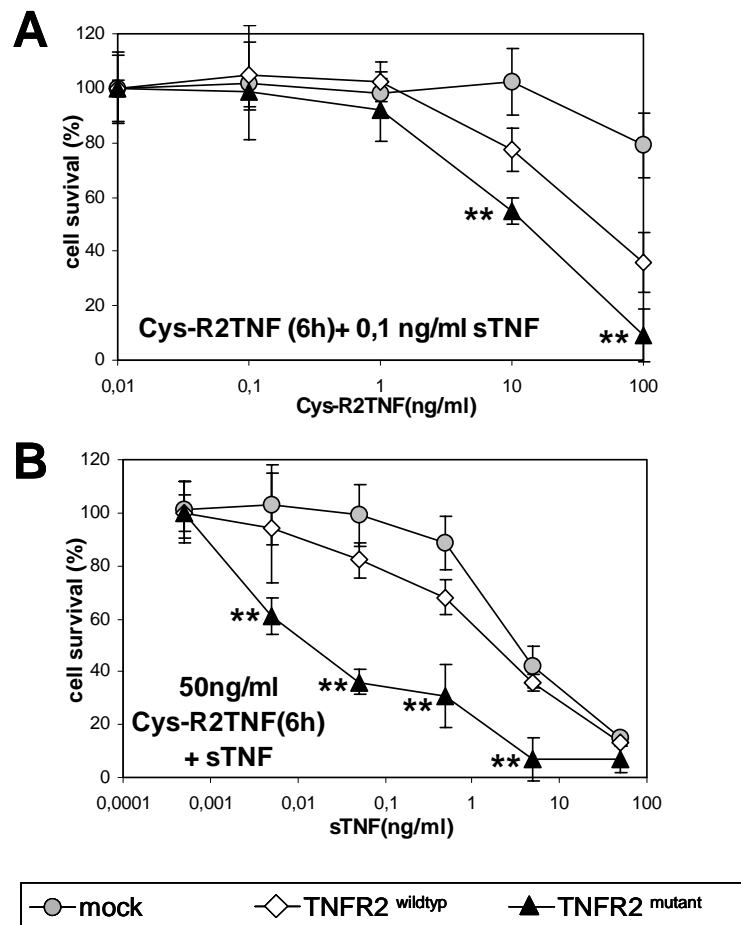 A
120
100
80
60
40
20
0
cell suvival (%)
**
**
Cys-R2TNF (6h)+ 0,1 ng/ml sTNF
0,01 0,1 1 10 100
Cys-R2TNF(ng/ml)
B
120
100
80
60
40
20
0
cell survival (%)
**
**
**
**
50ng/ml
Cys-R2TNF(6h)
+ sTNF
0,0001 0,001 0,01 0,1 1 10 100
sTNF(ng/ml)
mock TNFR2 wildtyp TNFR2 mutant